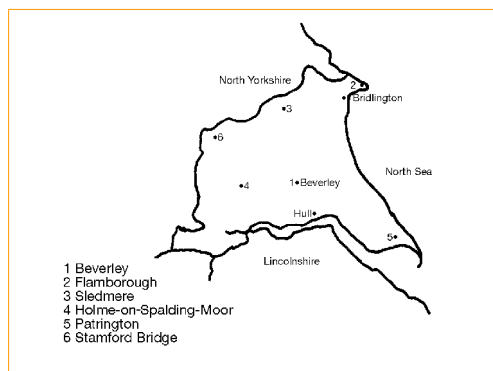 North Yorkshire
2
Bridlington
3
6
North Sea
4
1 Beverley
Hull
5
Lincolnshire
1 Beverley
2 Flamborough
3 Sledmere
4 Holme-on-Spalding-Moor
5 Patrington
6 Stamford Bridge